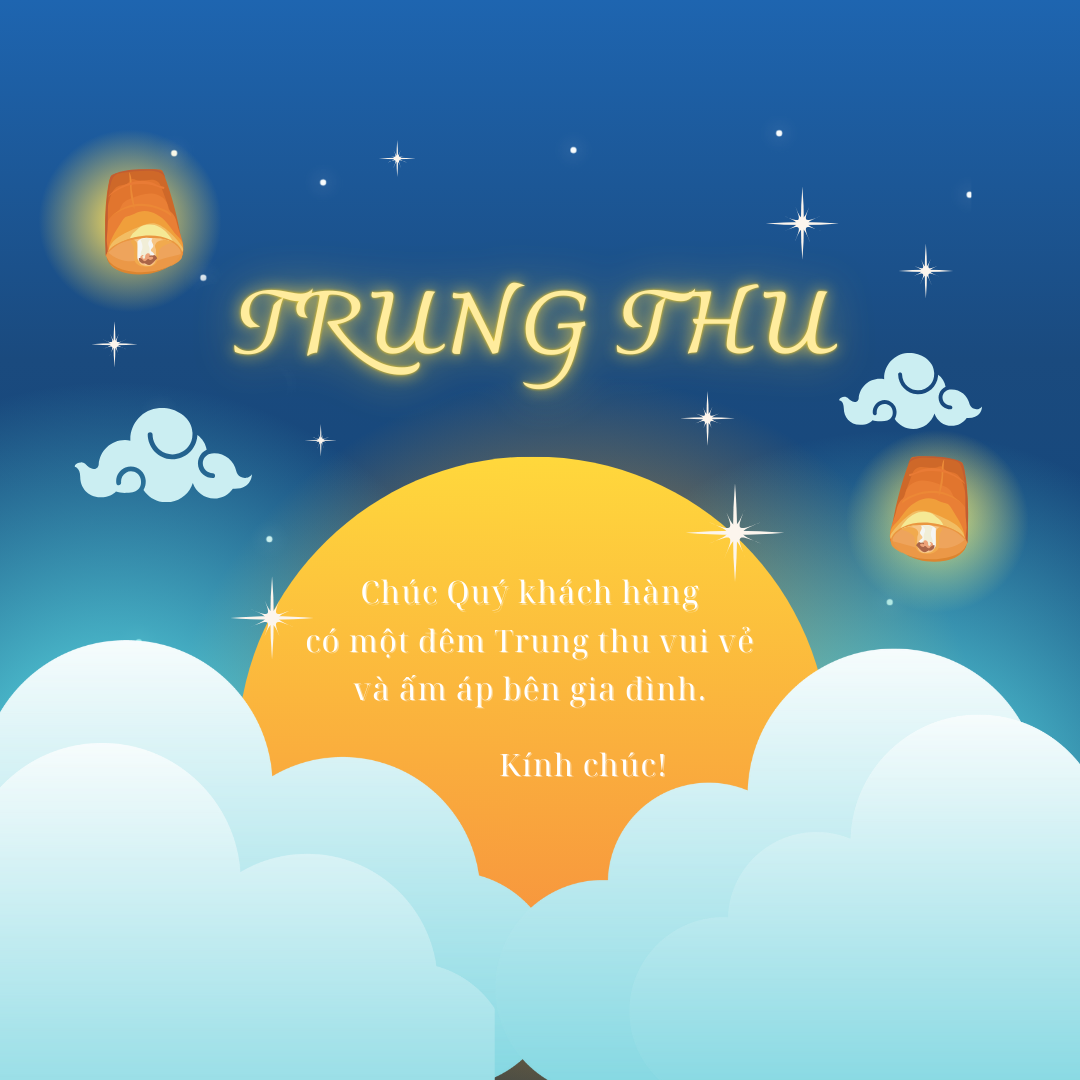 TRUNG THU
Chúc Quý khách hàng
có một đêm Trung thu vui vẻ
và ấm áp bên gia đình.
Kính chúc!